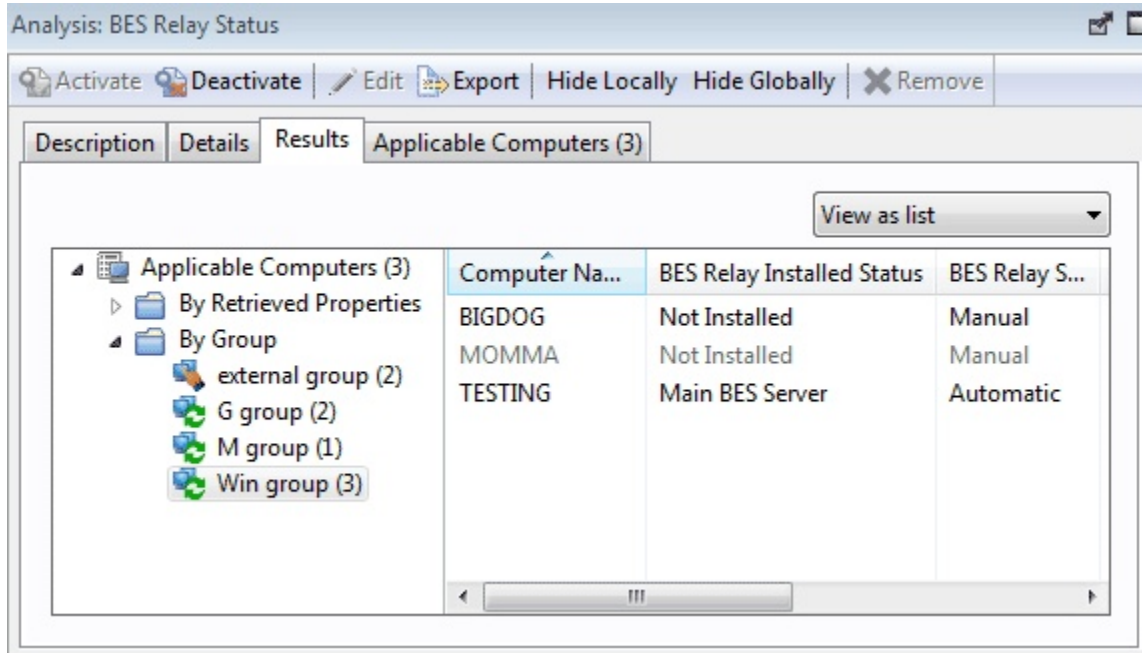 Analysis: BES Relay Status
Activate Deactivate Edit Export Hide Locally Hide Globally Remove
Description Details Results Applicable Computers (3)
View as list
Applicable Computers (3)
By Retrieved Properties
By Group
external group (2)
G group (2)
M group (1)
Win group (3)
Computer Na... BES Relay Installed Status BES Relay S...
BIGDOG Not Installed Manual
MOMMA Not Installed Manual
TESTING Main BES Server Automatic